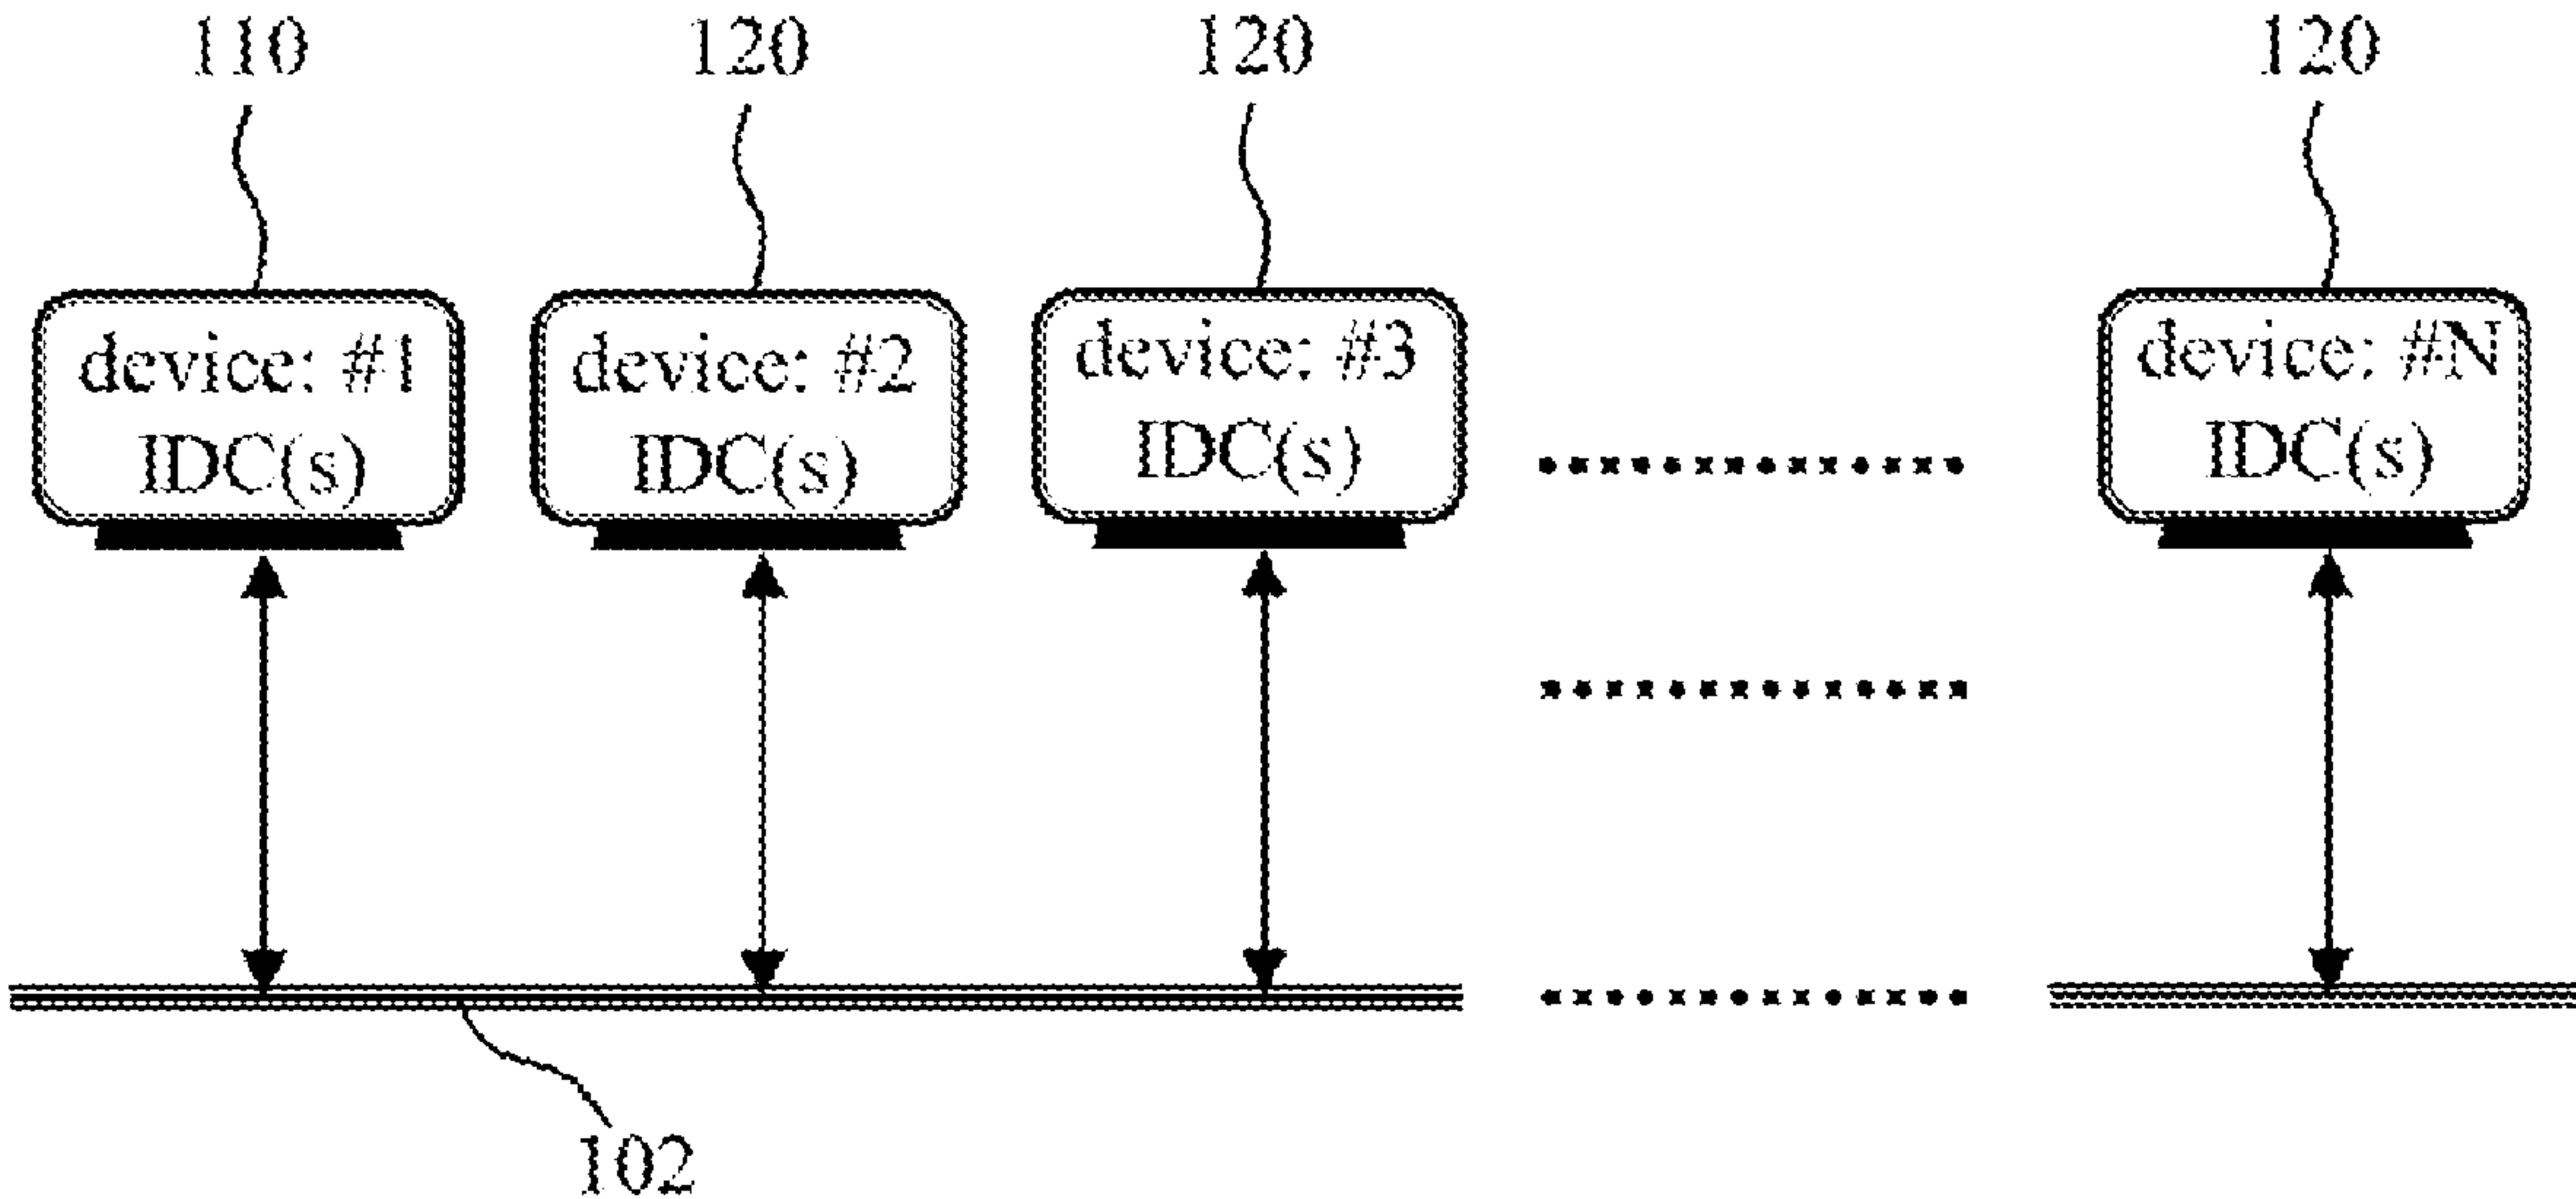 110
120
120
120
device: #1
IDC(s)
device: #2
IDC(s)
device: #3
IDC(s)
device: #N
IDC(s)
102